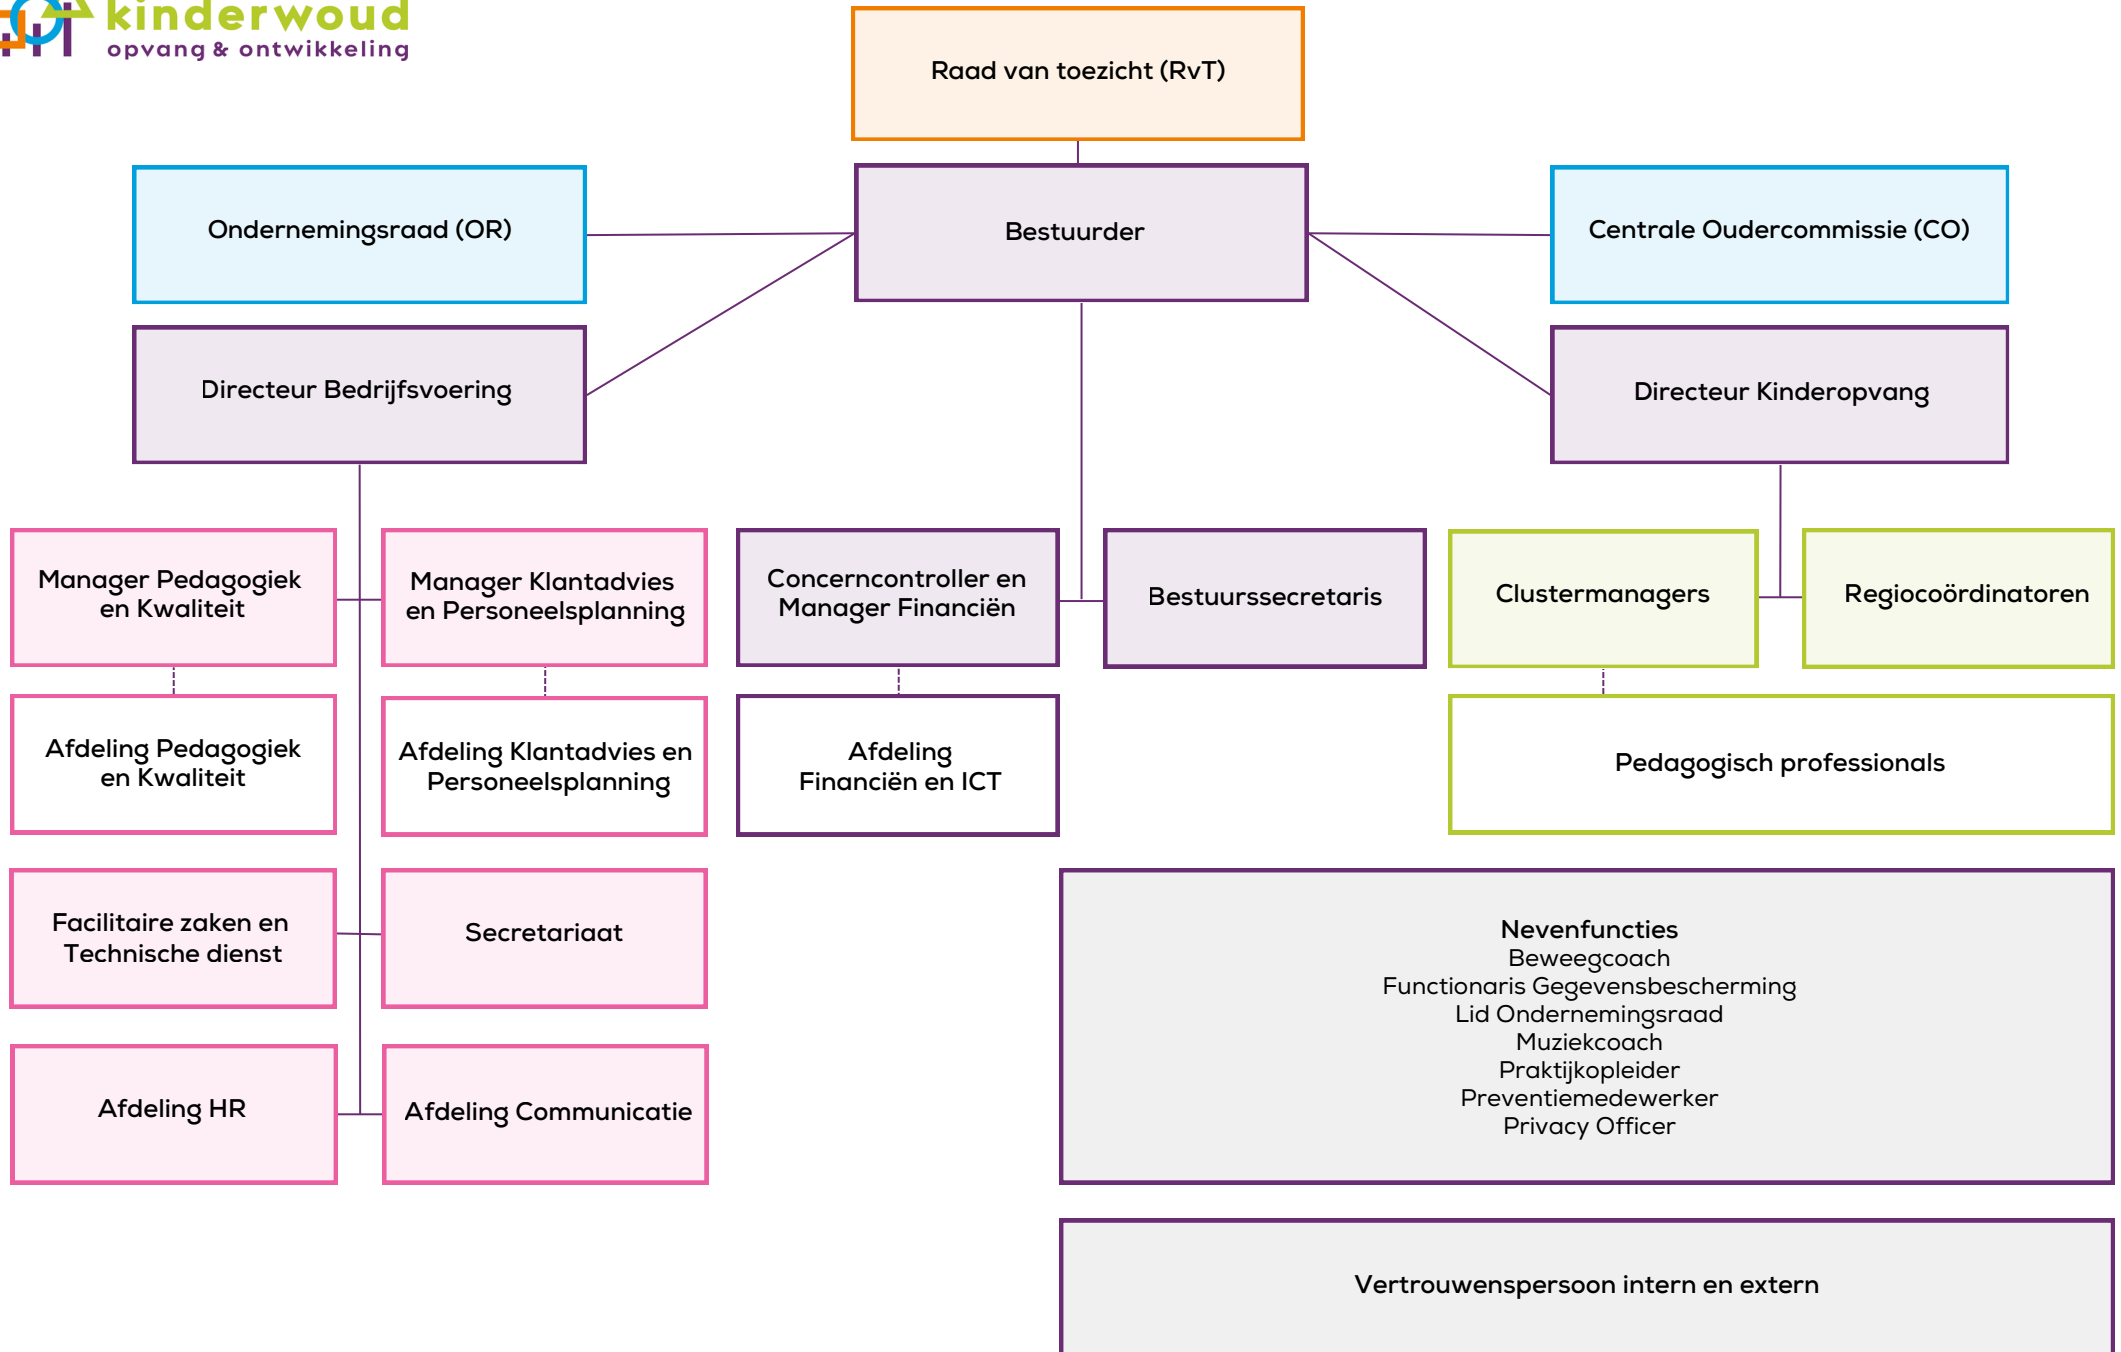 kinderwoud
opvang & ontwikkeling
Raad van toezicht (RvT)
Ondernemingsraad (OR)
Bestuurder
Centrale Oudercommissie (CO)
Directeur Bedrijfsvoering
Directeur Kinderopvang
Manager Pedagogiek
en Kwaliteit
Manager Klantadvies
en Personeelsplanning
Concerncontroller en
Manager Financiën
Bestuurssecretaris
Clustermanagers
Regiocoördinatoren
Afdeling Pedagogiek
en Kwaliteit
Afdeling Klantadvies en
Personeelsplanning
Afdeling
Financiën en ICT
Pedagogisch professionals
Facilitaire zaken en
Technische dienst
Secretariaat
Afdeling HR
Afdeling Communicatie
Nevenfuncties
Beweegcoach
Functionaris Gegevensbescherming
Lid Ondernemingsraad
Muziekcoach
Praktijkopleider
Preventiemedewerker
Privacy Officer
Vertrouwenspersoon intern en extern